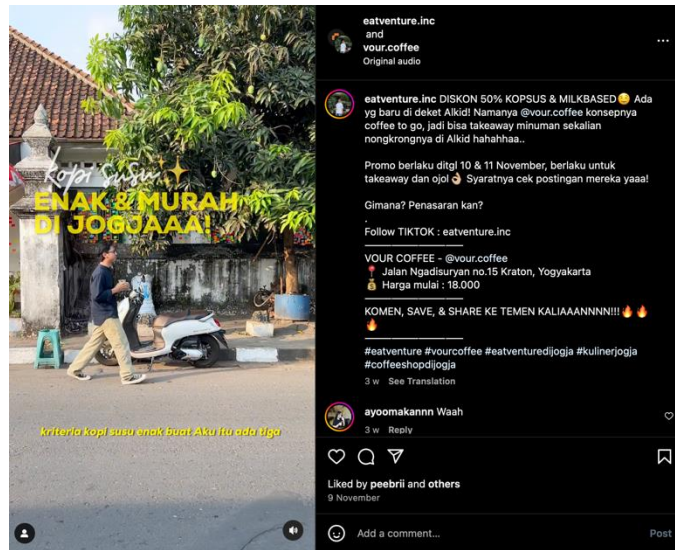 kopi susu
ENAK & MURAH
DI JOGJAAA!
kriteria kopi susu enak buat Aku itu ada tiga
eatventure.inc
and
vour.coffee
Original audio
eatventure.inc DISKON 50% KOPSUS & MILKBASED😉 Ada
yg baru di deket Alkid! Namanya @vour.coffee konsepnya
coffee to go, jadi bisa takeaway minuman sekalian
nongkrongnya di Alkid hahahhaa..
Promo berlaku ditgl 10 & 11 November, berlaku untuk
takeaway dan ojol👌🏼 Syaratnya cek postingan mereka yaaa!
Gimana? Penasaran kan?
.
Follow TIKTOK : eatventure.inc
——————————
VOUR COFFEE - @vour.coffee
📍 Jalan Ngadisuryan no.15 Kraton, Yogyakarta
💰 Harga mulai : 18.000
——————————
KOMEN, SAVE, & SHARE KE TEMEN KALIAAANNNN!!!🔥🔥
🔥
——————————
#eatventure #vourcoffee #eatventuredijogja #kulinerjogja
#coffeeshopdijogja
3 w See Translation
ayoomakannn Waah
3 w Reply
Liked by peebrii and others
9 November
Add a comment...
Post